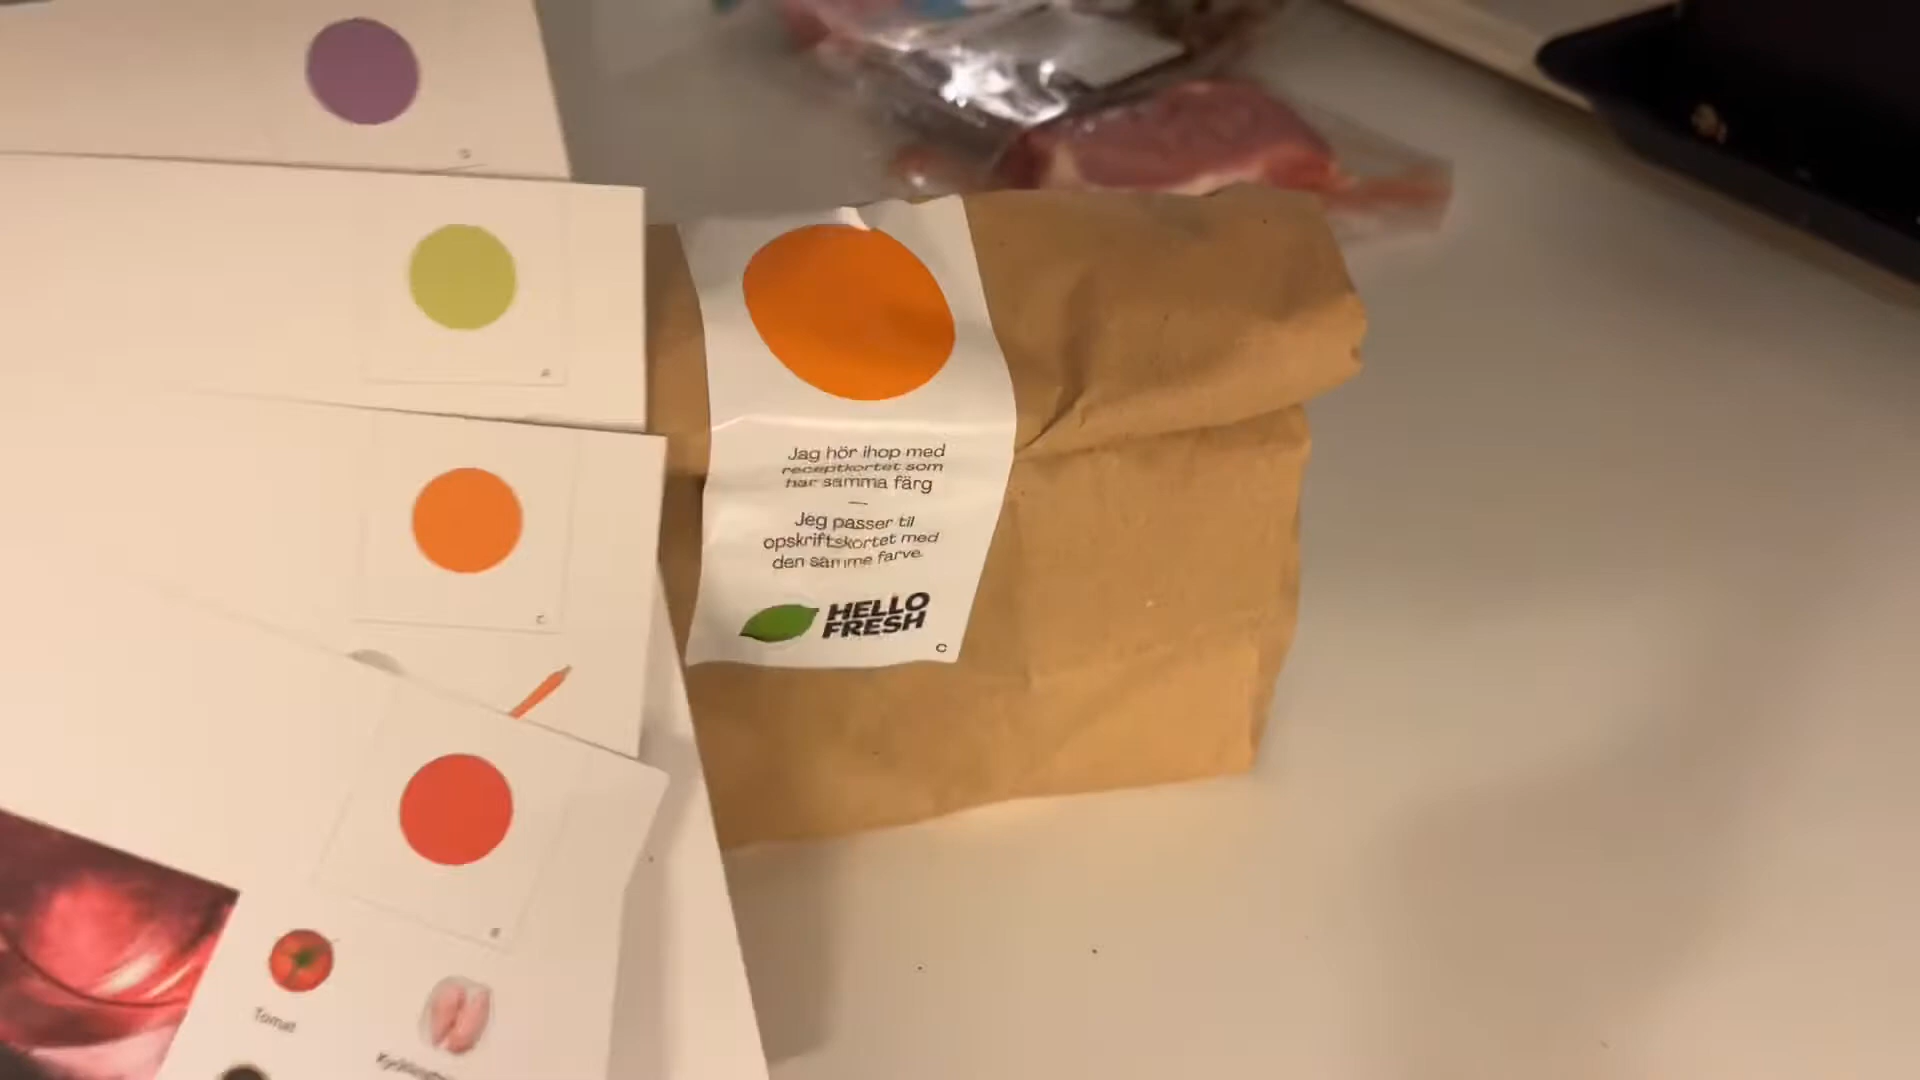 Jag hör ihop med
receptkortet som
har samma färg
—
Jeg passer til
opskriftskortet med
den samme farve.
HELLO
FRESH
C
C
Tomat